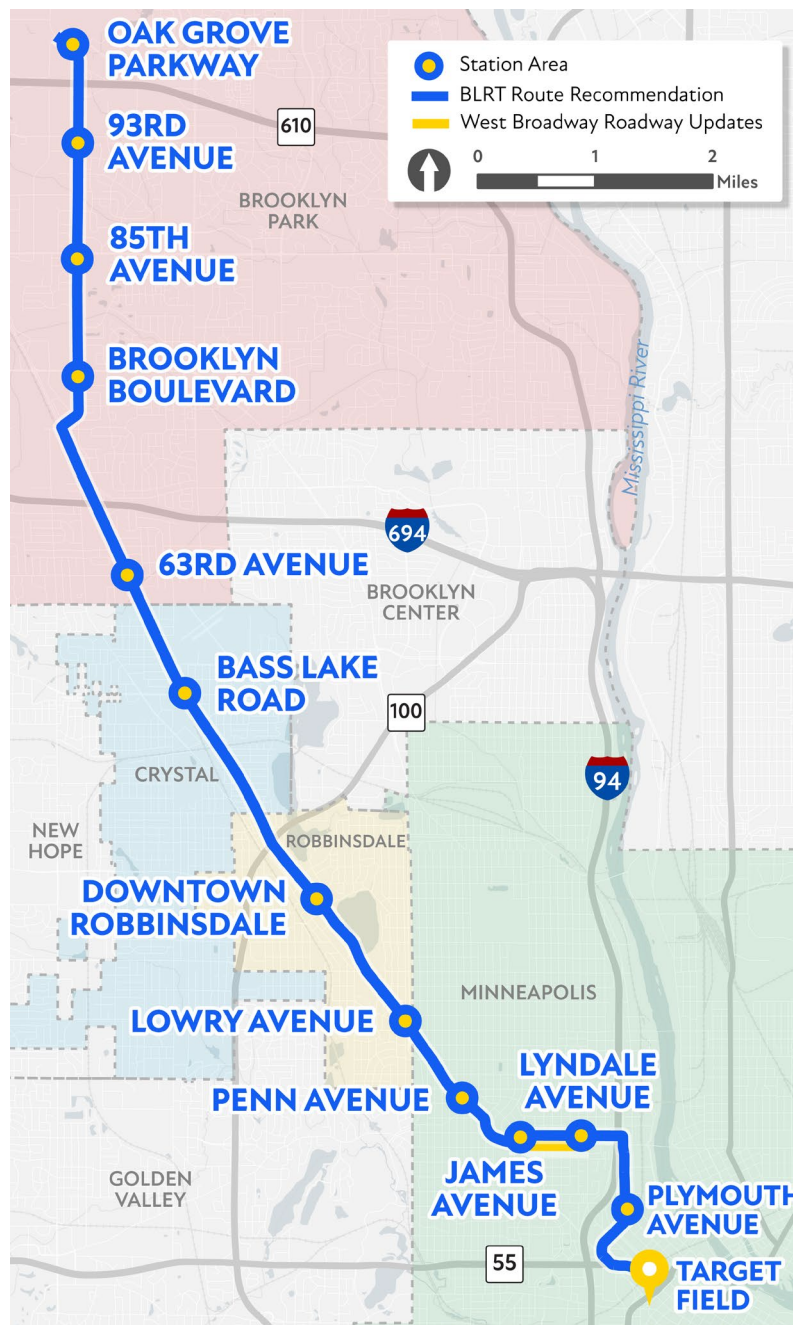 OAK GROVE
PARKWAY
Station Area
BLRT Route Recommendation
West Broadway Roadway Updates
0 1 2
Miles
93RD
AVENUE
610
BROOKLYN
PARK
85TH
AVENUE
BROOKLYN
BOULEVARD
Mississippi River
694
63RD AVENUE
BROOKLYN
CENTER
BASS LAKE
ROAD
100
CRYSTAL
94
NEW
HOPE
ROBBINSDALE
DOWNTOWN
ROBBINSDALE
MINNEAPOLIS
LOWRY AVENUE
LYNDALE
AVENUE
PENN AVENUE
JAMES
AVENUE
GOLDEN
VALLEY
PLYMOUTH
AVENUE
55
TARGET
FIELD